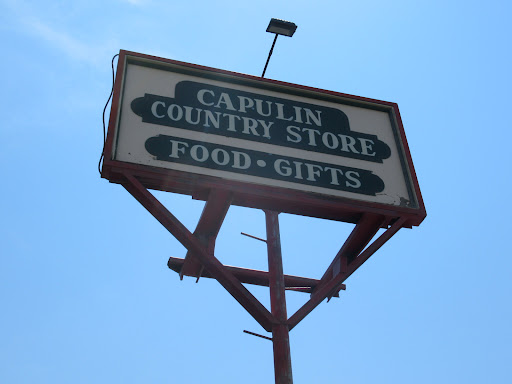 CAPULIN
COUNTRY STORE
FOOD • GIFTS